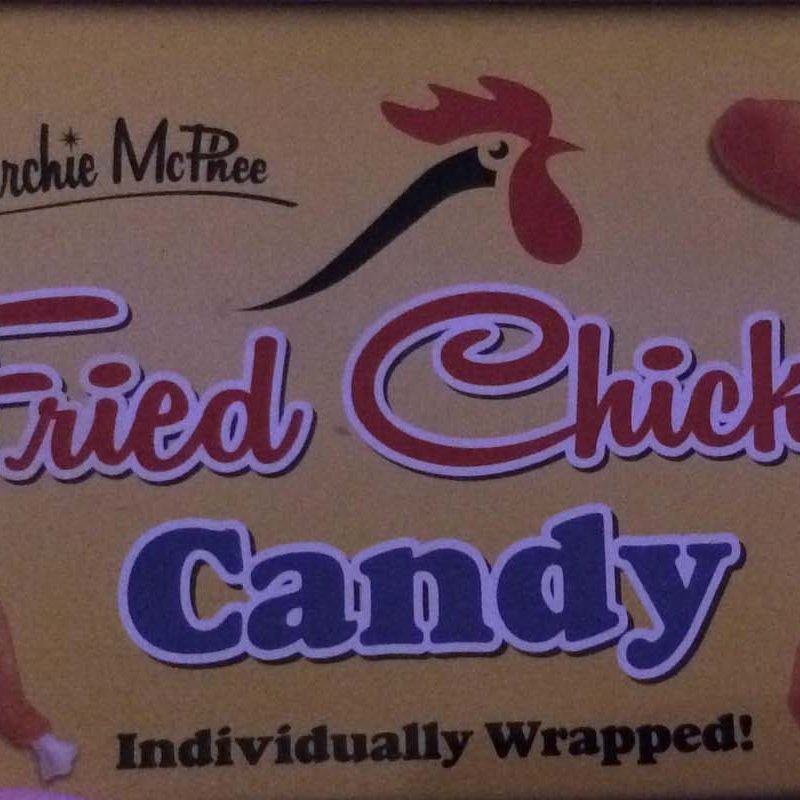 rchie McPhee
Fried Chick
Candy
Individually Wrapped!